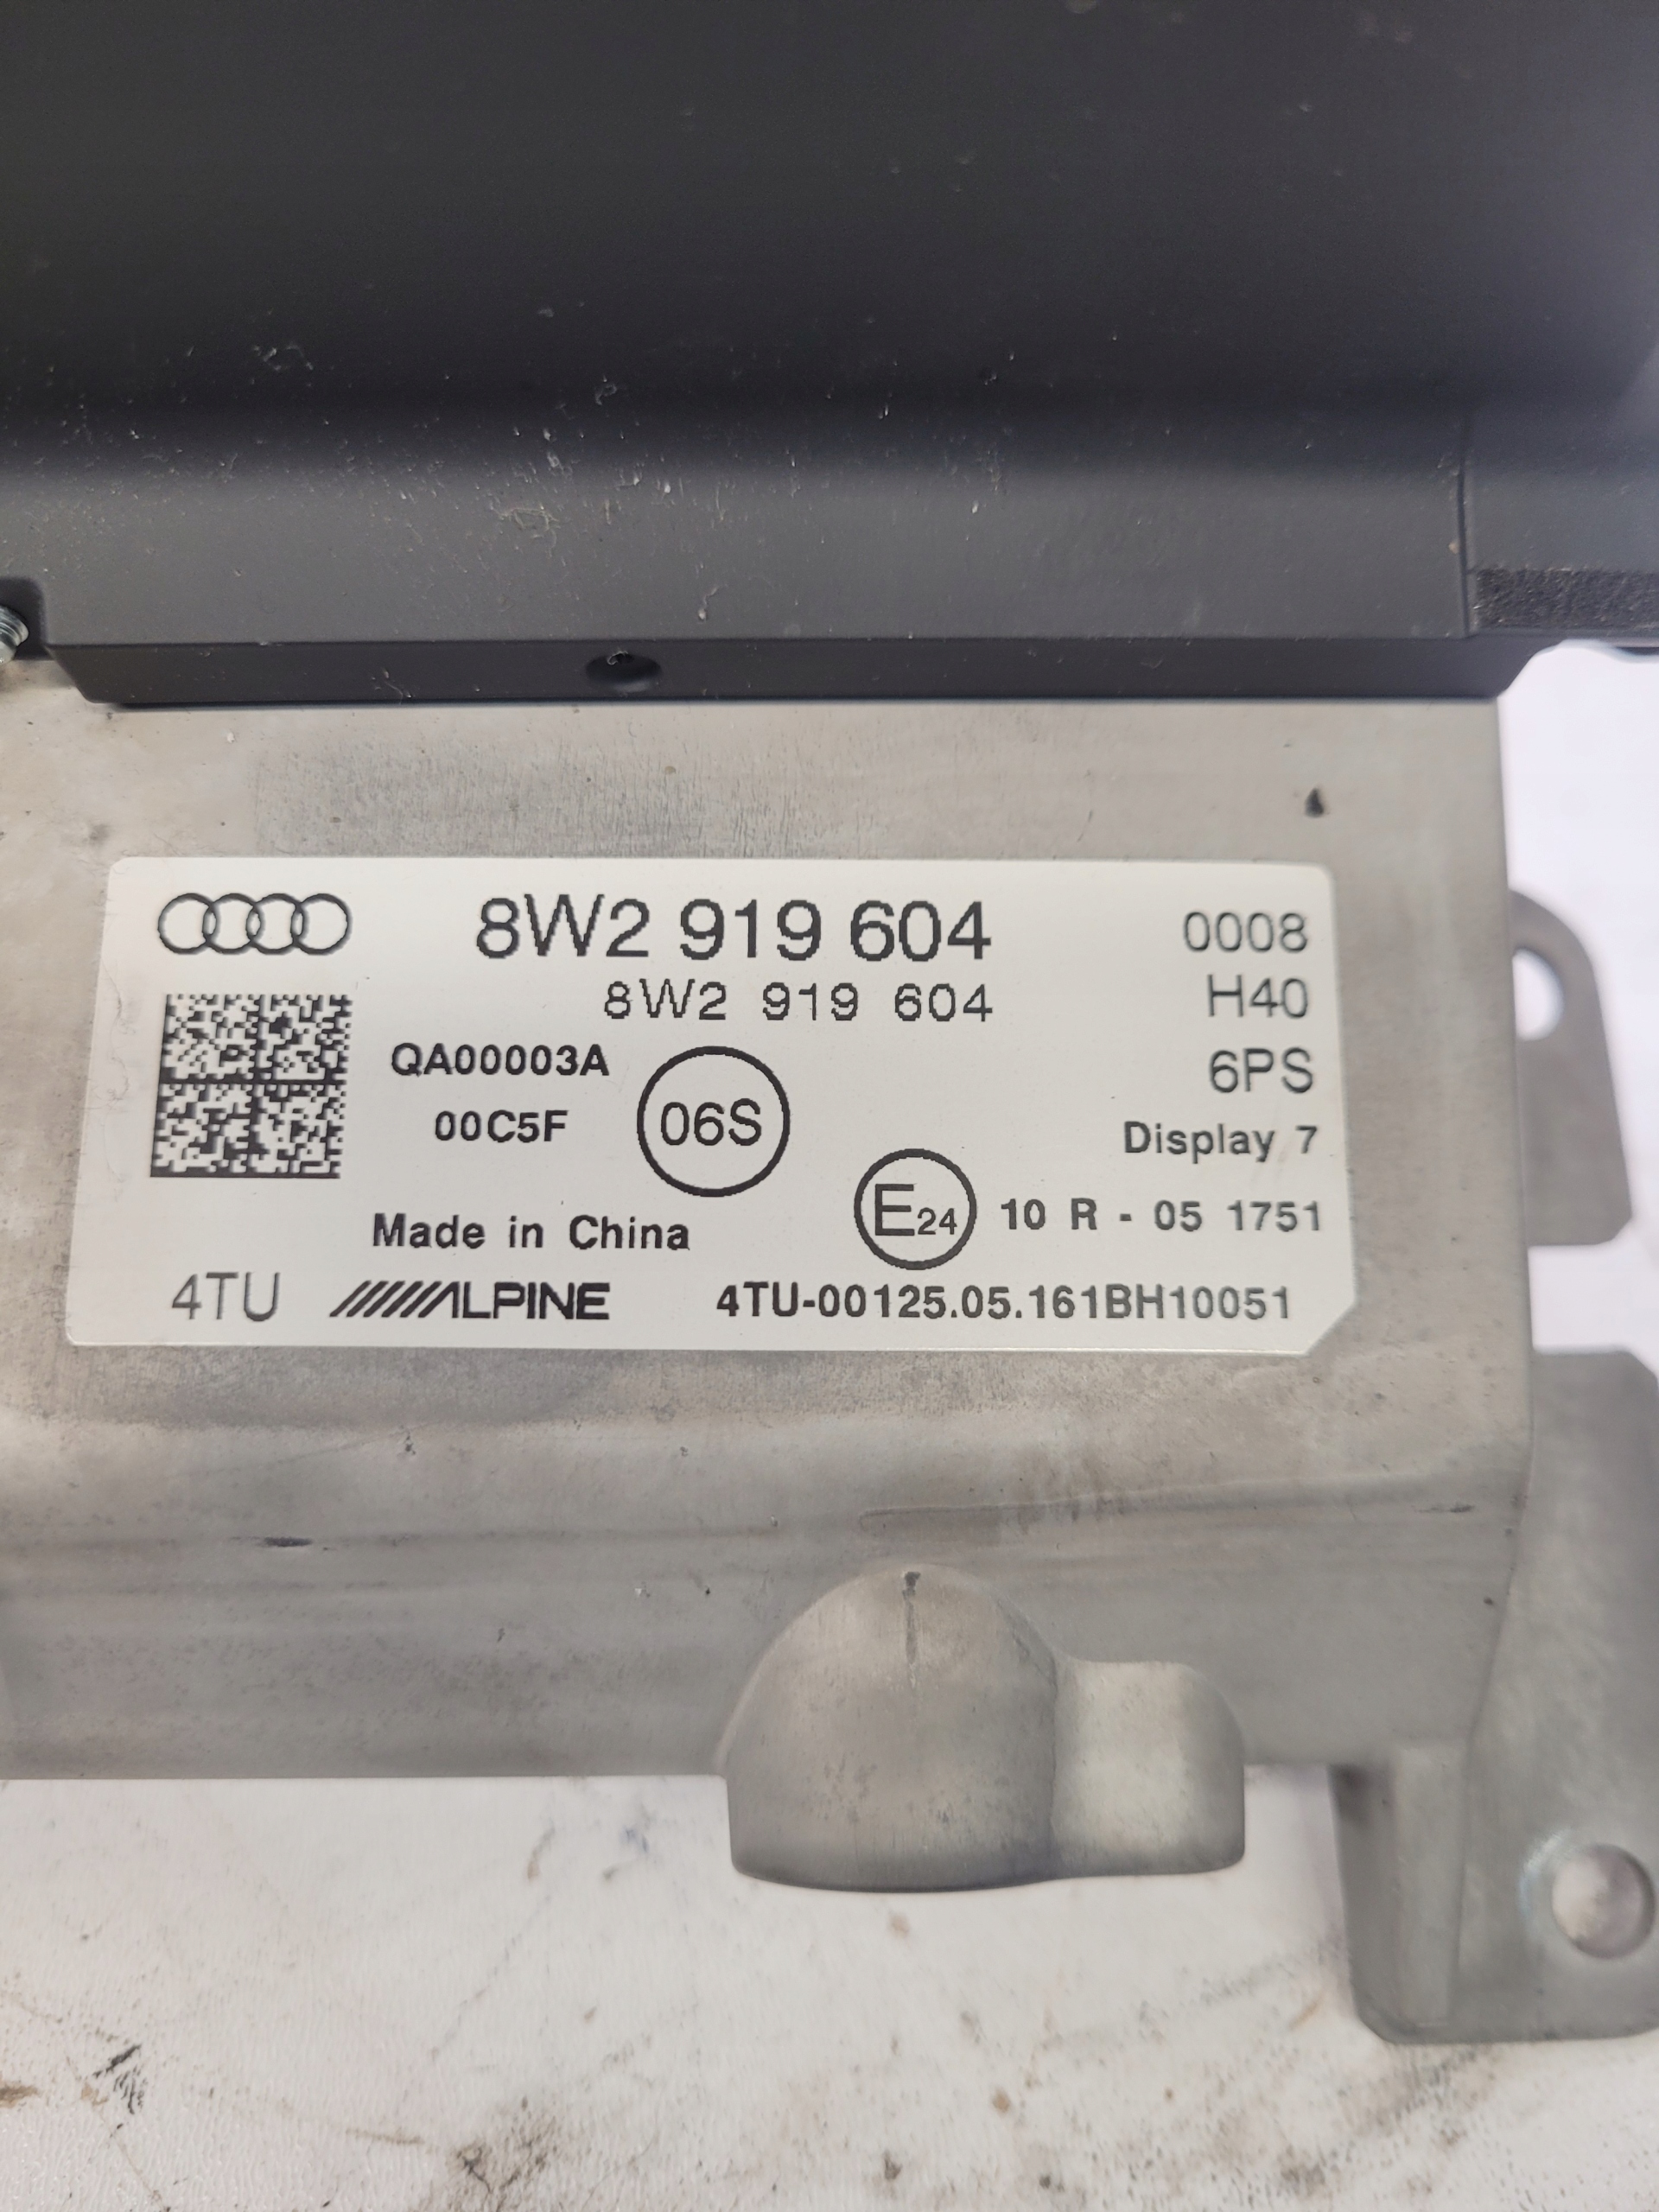 8W2 919 604 0008
8W2 919 604 H40
QA00003A 06S 6PS
00C5F Display 7
Made in China E24 10 R - 05 1751
4TU ALPINE 4TU-00125.05.161BH10051